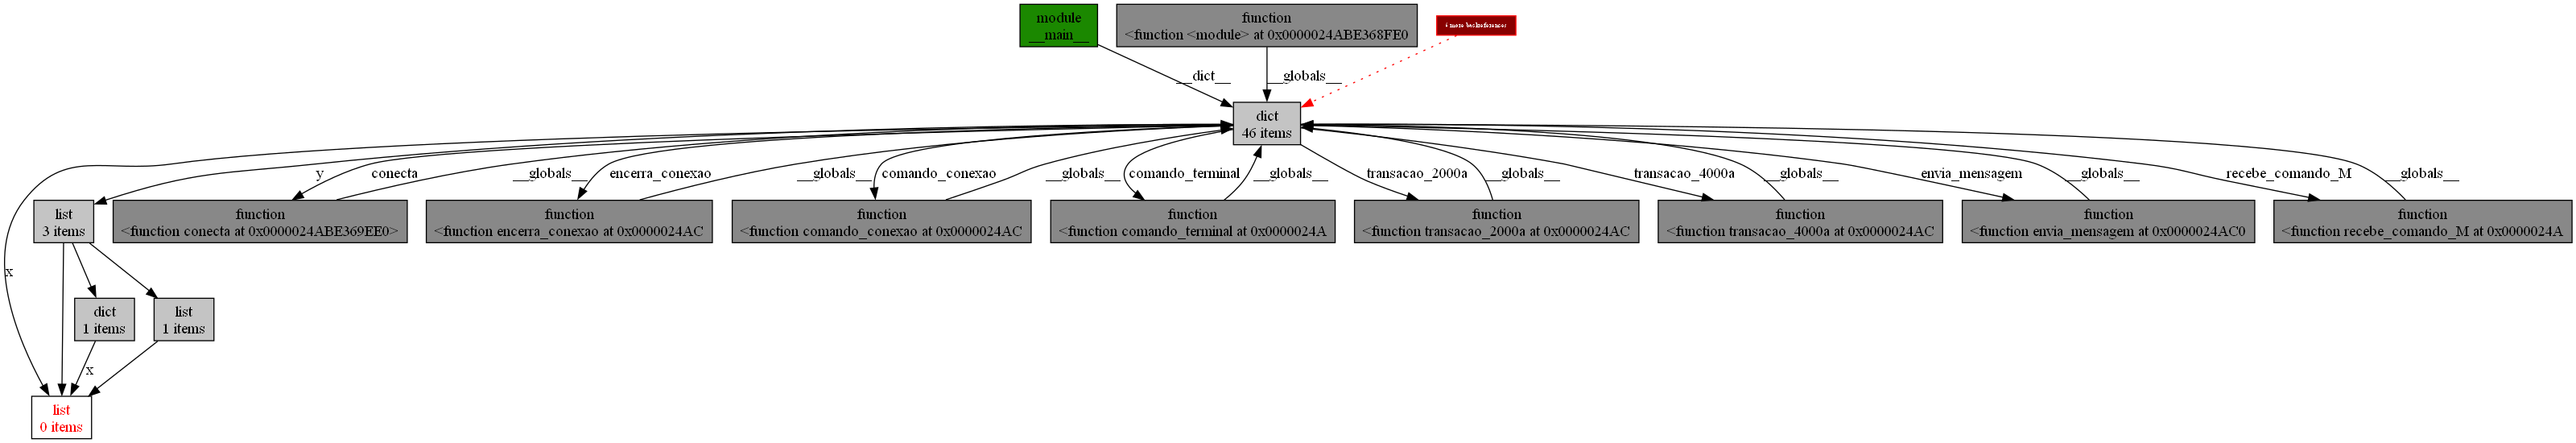 module
__main__
function
<function <module> at 0x0000024ABE368FE0
more backreferences
__dict__
__globals__
dict
46 items
y
conecta
__globals__
encerra_conexao
__globals__
comando_conexao
__globals__
comando_terminal
__globals__
transacao_2000a
__globals__
transacao_4000a
__globals__
envia_mensagem
__globals__
recebe_comando_M
__globals__
list
3 items
function
<function conecta at 0x0000024ABE369EE0>
function
<function encerra_conexao at 0x0000024AC
function
<function comando_conexao at 0x0000024AC
function
<function comando_terminal at 0x0000024A
function
<function transacao_2000a at 0x0000024AC
function
<function transacao_4000a at 0x0000024AC
function
<function envia_mensagem at 0x0000024AC0
function
<function recebe_comando_M at 0x0000024A
x
dict
1 items
list
1 items
x
list
0 items